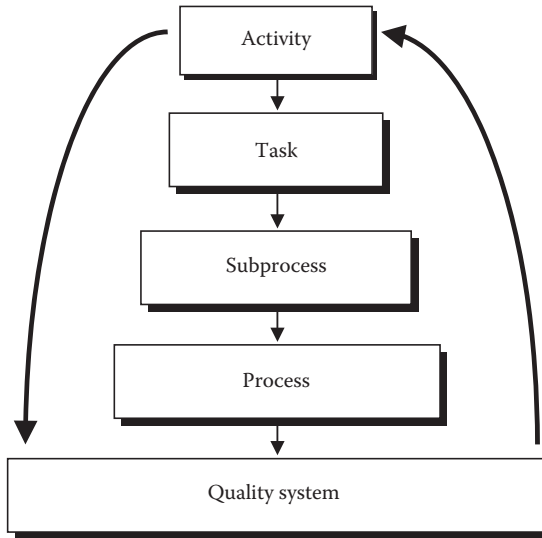 Activity
Task
Subprocess
Process
Quality system